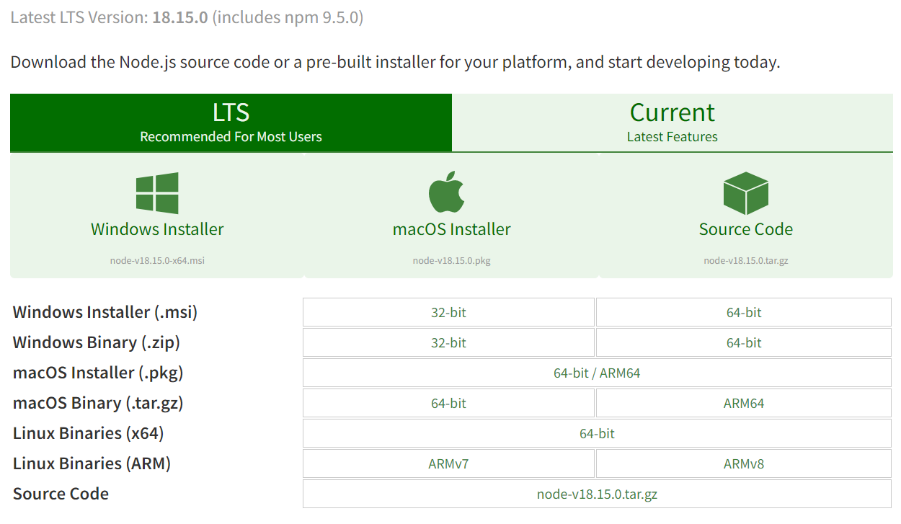 Latest LTS Version: 18.15.0 (includes npm 9.5.0)
Download the Node.js source code or a pre-built installer for your platform, and start developing today.
LTS
Recommended For Most Users
Current
Latest Features
Windows Installer
node-v18.15.0-x64.msi
macOS Installer
node-v18.15.0.pkg
Source Code
node-v18.15.0.tar.gz
Windows Installer (.msi) 32-bit 64-bit
Windows Binary (.zip) 32-bit 64-bit
macOS Installer (.pkg) 64-bit / ARM64
macOS Binary (.tar.gz) 64-bit ARM64
Linux Binaries (x64) 64-bit
Linux Binaries (ARM) ARMv7 ARMv8
Source Code node-v18.15.0.tar.gz